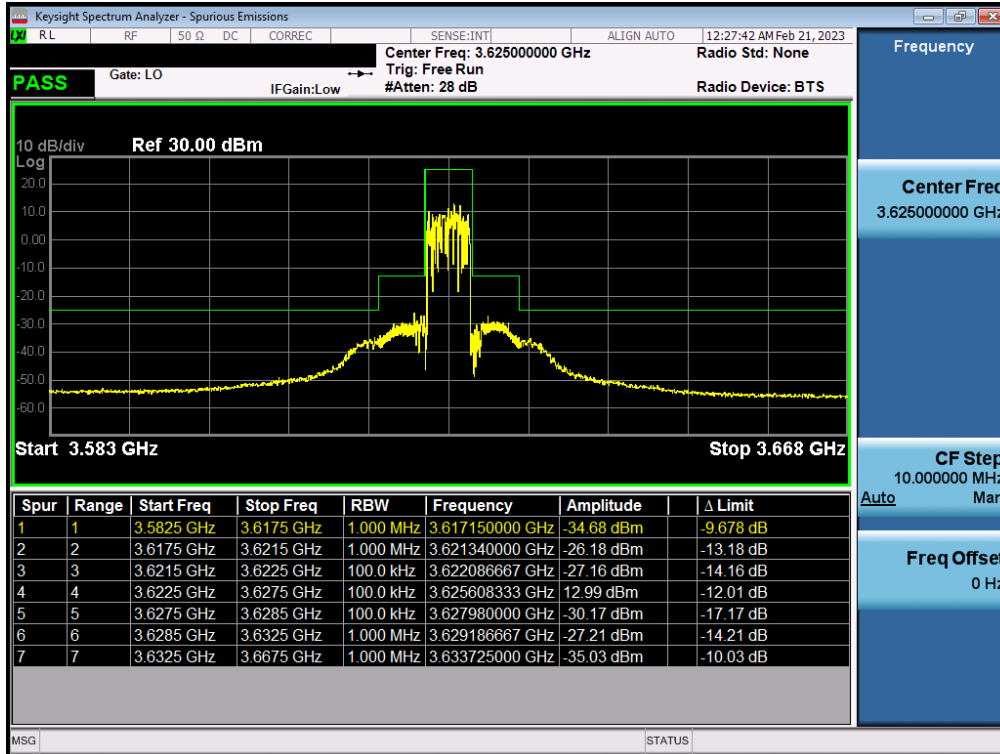 Keysight Spectrum Analyzer - Spurious Emissions
LXI RL RF 50 Ω DC CORREC SENSE:INT ALIGN AUTO 12:27:42 AM Feb 21, 2023
Center Freq: 3.625000000 GHz Radio Std: None
Gate: LO Trig: Free Run
PASS IFGain:Low #Atten: 28 dB Radio Device: BTS
10 dB/div Ref 30.00 dBm
Log
20.0
10.0
0.00
-10.0
-20.0
-30.0
-40.0
-50.0
-60.0
Start 3.583 GHz Stop 3.668 GHz
Spur Range Start Freq Stop Freq RBW Frequency Amplitude Δ Limit
1 1 3.5825 GHz 3.6175 GHz 1.000 MHz 3.617150000 GHz -34.68 dBm -9.678 dB
2 2 3.6175 GHz 3.6215 GHz 1.000 MHz 3.621340000 GHz -26.18 dBm -13.18 dB
3 3 3.6215 GHz 3.6225 GHz 100.0 kHz 3.622086667 GHz -27.16 dBm -14.16 dB
4 4 3.6225 GHz 3.6275 GHz 100.0 kHz 3.625608333 GHz 12.99 dBm -12.01 dB
5 5 3.6275 GHz 3.6285 GHz 100.0 kHz 3.627980000 GHz -30.17 dBm -17.17 dB
6 6 3.6285 GHz 3.6325 GHz 1.000 MHz 3.629186667 GHz -27.21 dBm -14.21 dB
7 7 3.6325 GHz 3.6675 GHz 1.000 MHz 3.633725000 GHz -35.03 dBm -10.03 dB
MSG STATUS
Frequency
Center Freq
3.625000000 GHz
CF Step
10.000000 MHz
Auto Man
Freq Offset
0 Hz